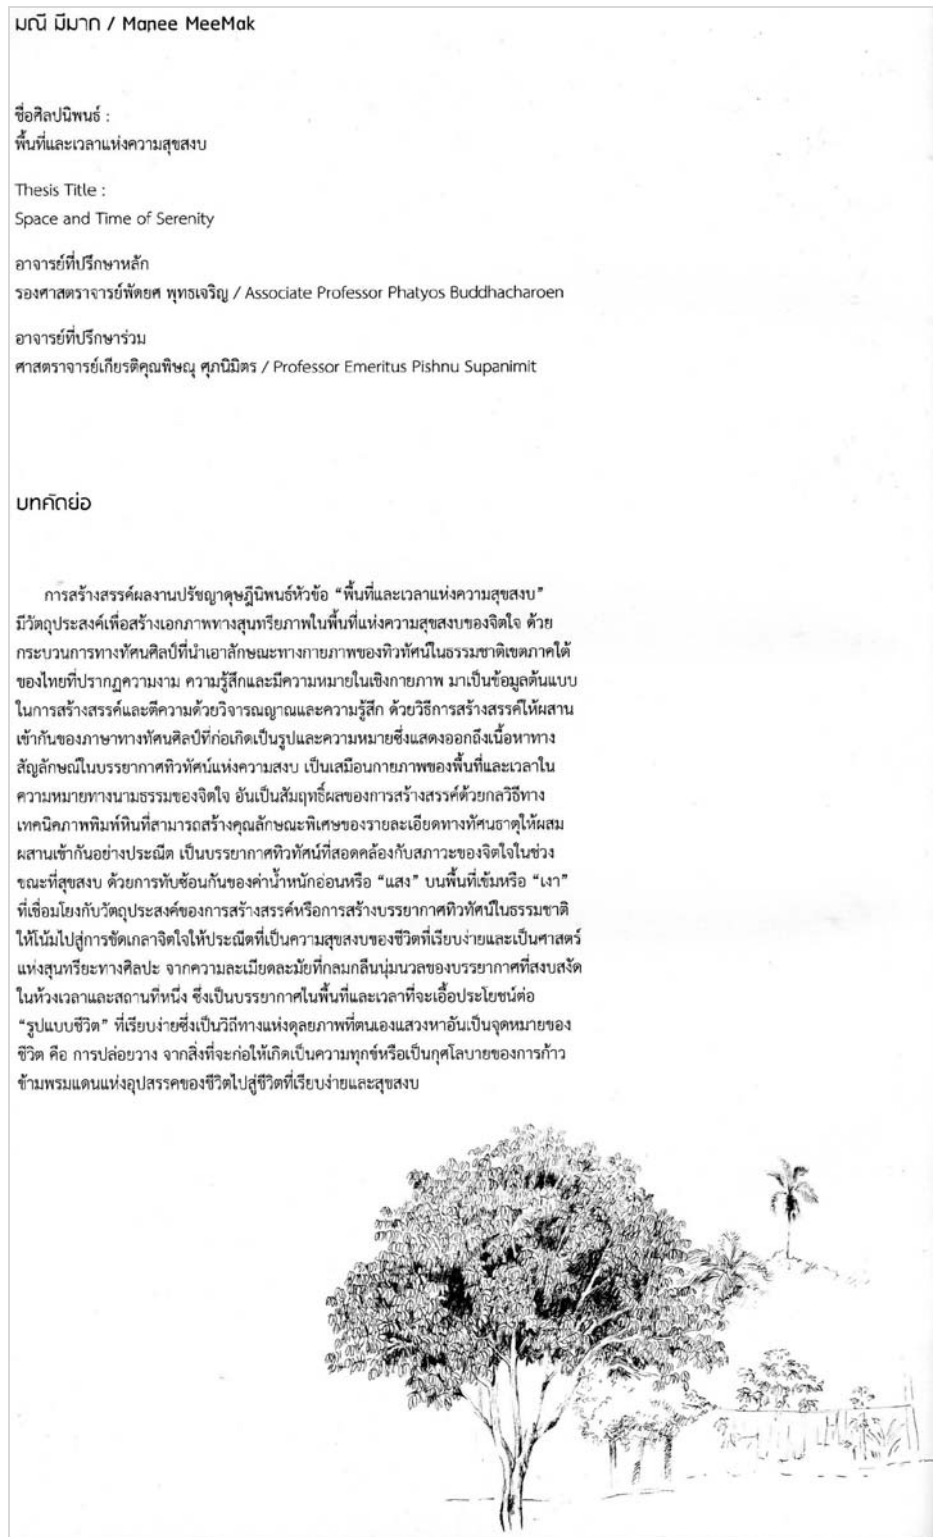 มณี มีมาก / Manee MeeMak
ชื่อศิลปนิพนธ์ :
พื้นที่และเวลาแห่งความสุขสงบ
Thesis Title :
Space and Time of Serenity
อาจารย์ที่ปรึกษาหลัก
รองศาสตราจารย์พัดยศ พุทธเจริญ / Associate Professor Phatyos Buddhacharoen
อาจารย์ที่ปรึกษาร่วม
ศาสตราจารย์เกียรติคุณพิษณุ ศุภนิมิตร / Professor Emeritus Pishnu Supanimit
บทคัดย่อ
การสร้างสรรค์ผลงานปรัชญาดุษฎีนิพนธ์หัวข้อ “พื้นที่และเวลาแห่งความสุขสงบ”
มีวัตถุประสงค์เพื่อสร้างเอกภาพทางสุนทรียภาพในพื้นที่แห่งความสุขสงบของจิตใจ ด้วย
กระบวนการทางทัศนศิลป์ที่นำเอาลักษณะทางกายภาพของทิวทัศน์ในธรรมชาติเขตภาคใต้
ของไทยที่ปรากฏความงาม ความรู้สึกและมีความหมายในเชิงกายภาพ มาเป็นข้อมูลต้นแบบ
ในการสร้างสรรค์และตีความด้วยวิจารณญาณและความรู้สึก ด้วยวิธีการสร้างสรรค์ให้ผสาน
เข้ากันของภาษาทางทัศนศิลป์ที่ก่อเกิดเป็นรูปและความหมายซึ่งแสดงออกถึงเนื้อหาทาง
สัญลักษณ์ในบรรยากาศทิวทัศน์แห่งความสงบ เป็นเสมือนกายภาพของพื้นที่และเวลาใน
ความหมายทางนามธรรมของจิตใจ อันเป็นสัมฤทธิ์ผลของการสร้างสรรค์ด้วยกลวิธีทาง
เทคนิคภาพพิมพ์หินที่สามารถสร้างคุณลักษณะพิเศษของรายละเอียดทางทัศนธาตุให้ผสม
ผสานเข้ากันอย่างประณีต เป็นบรรยากาศทิวทัศน์ที่สอดคล้องกับสภาวะของจิตใจในช่วง
ขณะที่สุขสงบ ด้วยการทับซ้อนกันของค่าน้ำหนักอ่อนหรือ “แสง” บนพื้นที่เข้มหรือ “เงา”
ที่เชื่อมโยงกับวัตถุประสงค์ของการสร้างสรรค์หรือการสร้างบรรยากาศทิวทัศน์ในธรรมชาติ
ให้โน้มไปสู่การขัดเกลาจิตใจให้ประณีตที่เป็นความสุขสงบของชีวิตที่เรียบง่ายและเป็นศาสตร์
แห่งสุนทรียะทางศิลปะ จากความละเมียดละมัยที่กลมกลืนนุ่มนวลของบรรยากาศที่สงบสงัด
ในห้วงเวลาและสถานที่หนึ่ง ซึ่งเป็นบรรยากาศในพื้นที่และเวลาที่จะเอื้อประโยชน์ต่อ
“รูปแบบชีวิต” ที่เรียบง่ายซึ่งเป็นวิถีทางแห่งดุลยภาพที่ตนเองแสวงหาอันเป็นจุดหมายของ
ชีวิต คือ การปล่อยวาง จากสิ่งที่จะก่อให้เกิดเป็นความทุกข์หรือเป็นกุศโลบายของการก้าว
ข้ามพรมแดนแห่งอุปสรรคของชีวิตไปสู่ชีวิตที่เรียบง่ายและสุขสงบ